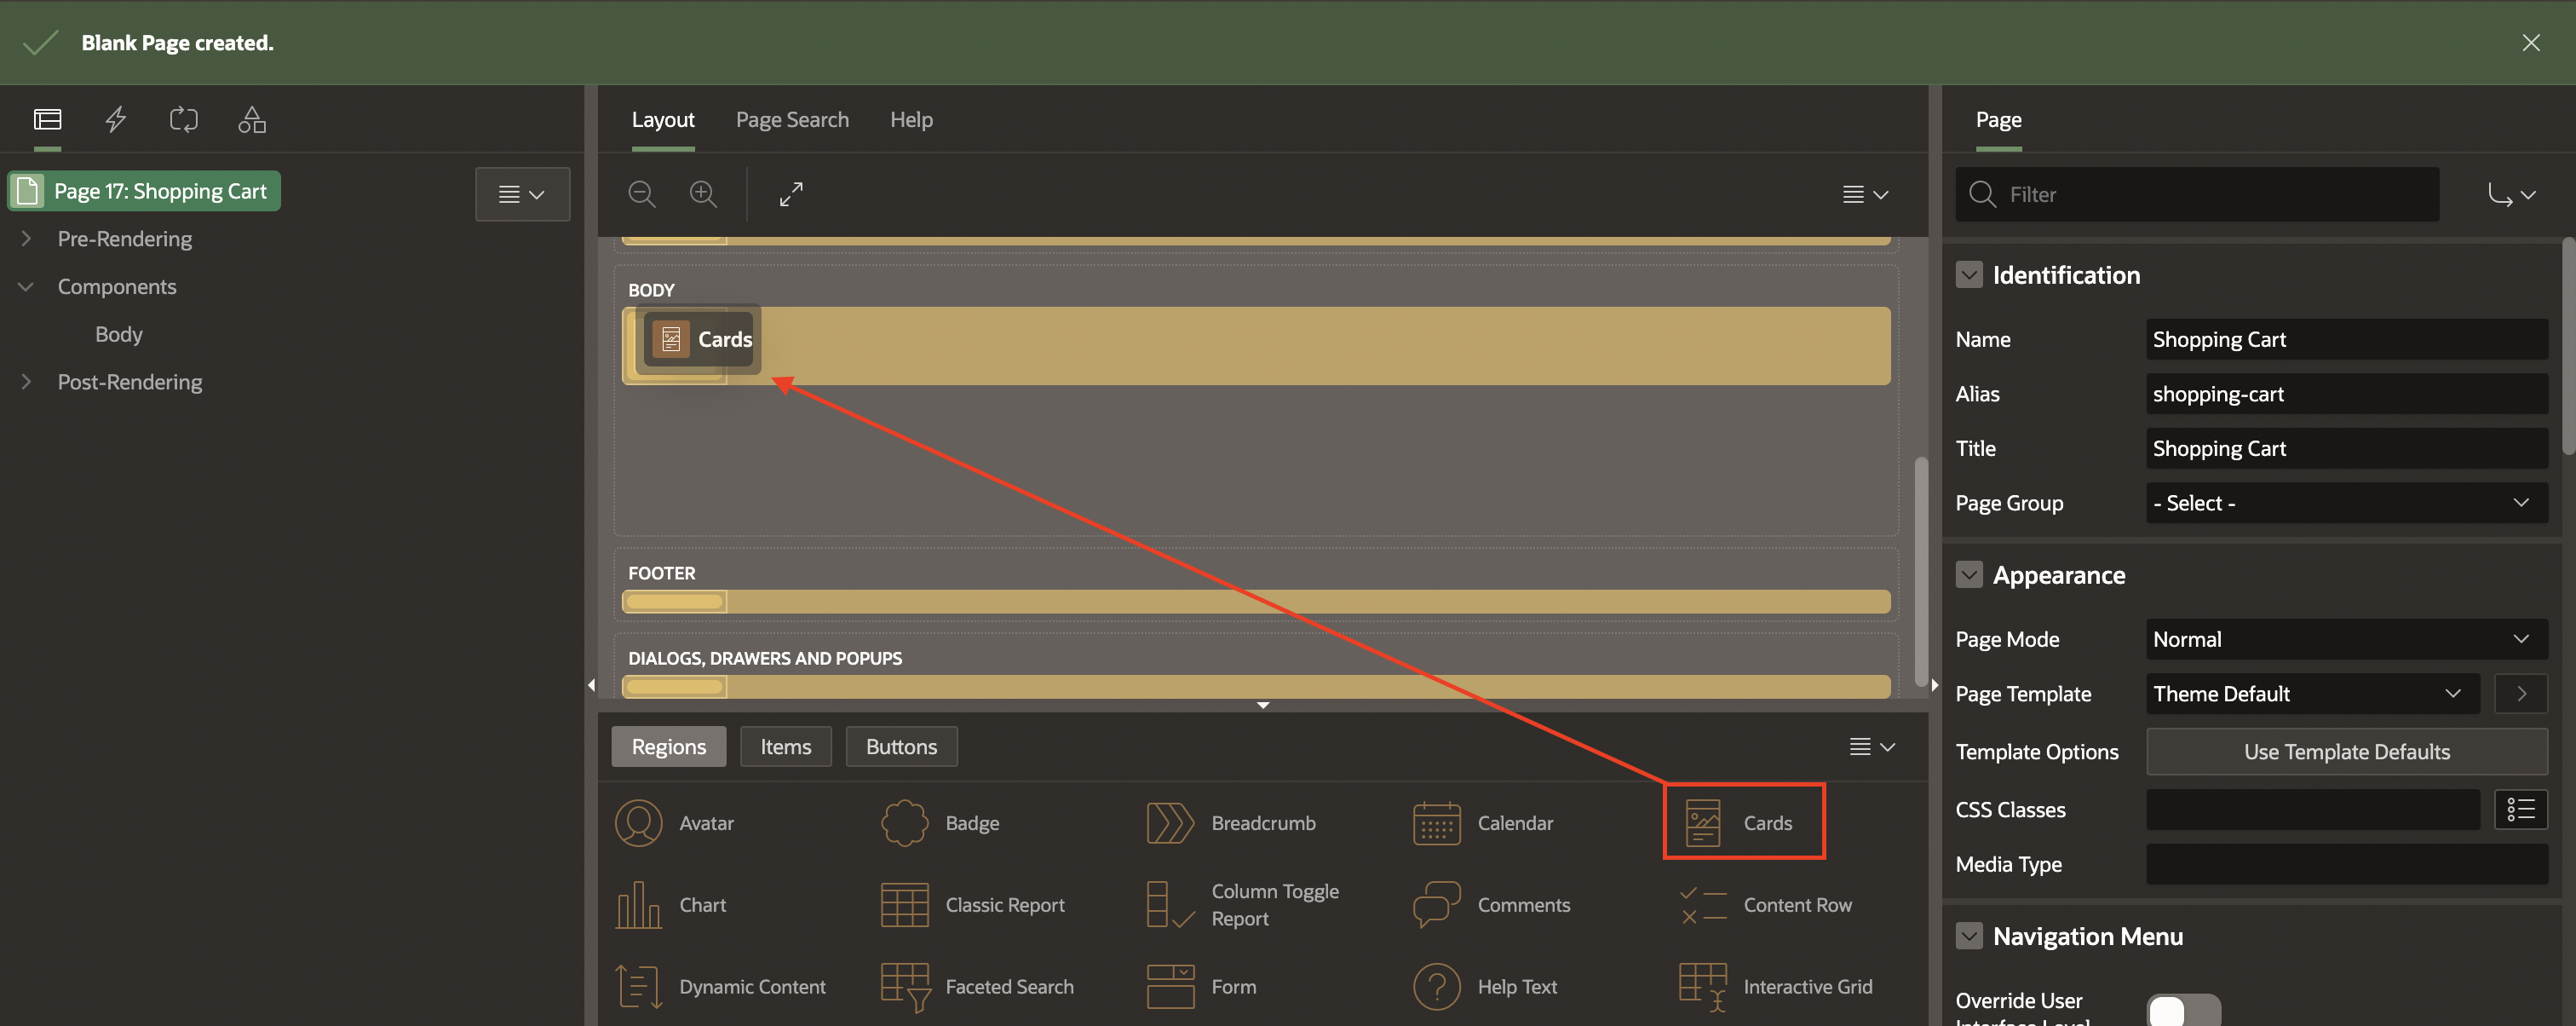 Blank Page created.
Layout
Page Search
Help
Page
Page 17: Shopping Cart
Pre-Rendering
Components
Body
Post-Rendering
BODY
Cards
FOOTER
DIALOGS, DRAWERS AND POPUPS
Regions
Items
Buttons
Avatar
Badge
Breadcrumb
Calendar
Cards
Chart
Classic Report
Column Toggle
Report
Comments
Content Row
Dynamic Content
Faceted Search
Form
Help Text
Interactive Grid
Filter
Identification
Name
Shopping Cart
Alias
shopping-cart
Title
Shopping Cart
Page Group
- Select -
Appearance
Page Mode
Normal
Page Template
Theme Default
Template Options
Use Template Defaults
CSS Classes
Media Type
Navigation Menu
Override User
Interface Level